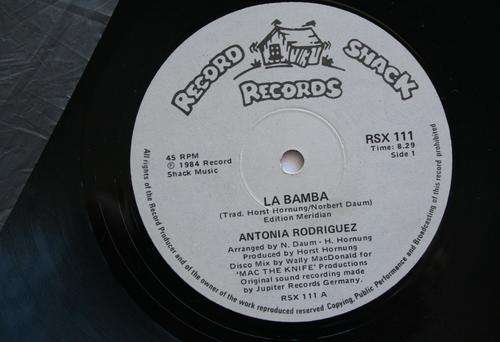 RECORD SHACK
RECORDS
45 RPM
℗ 1984 Record
Shack Music
RSX 111
Time: 8.29
Side 1
LA BAMBA
(Trad. Horst Hornung/Norbert Daum)
Edition Meridian
ANTONIA RODRIGUEZ
Arranged by N. Daum - H. Hornung
Produced by Horst Hornung
Disco Mix by Wally MacDonald for
'MAC THE KNIFE' Productions
Original sound recording made
by Jupiter Records Germany.
RSX 111 A
All rights of the Record Producer and of the owner of the work reproduced reserved. Copying, Public Performance and Broadcasting of this record prohibited